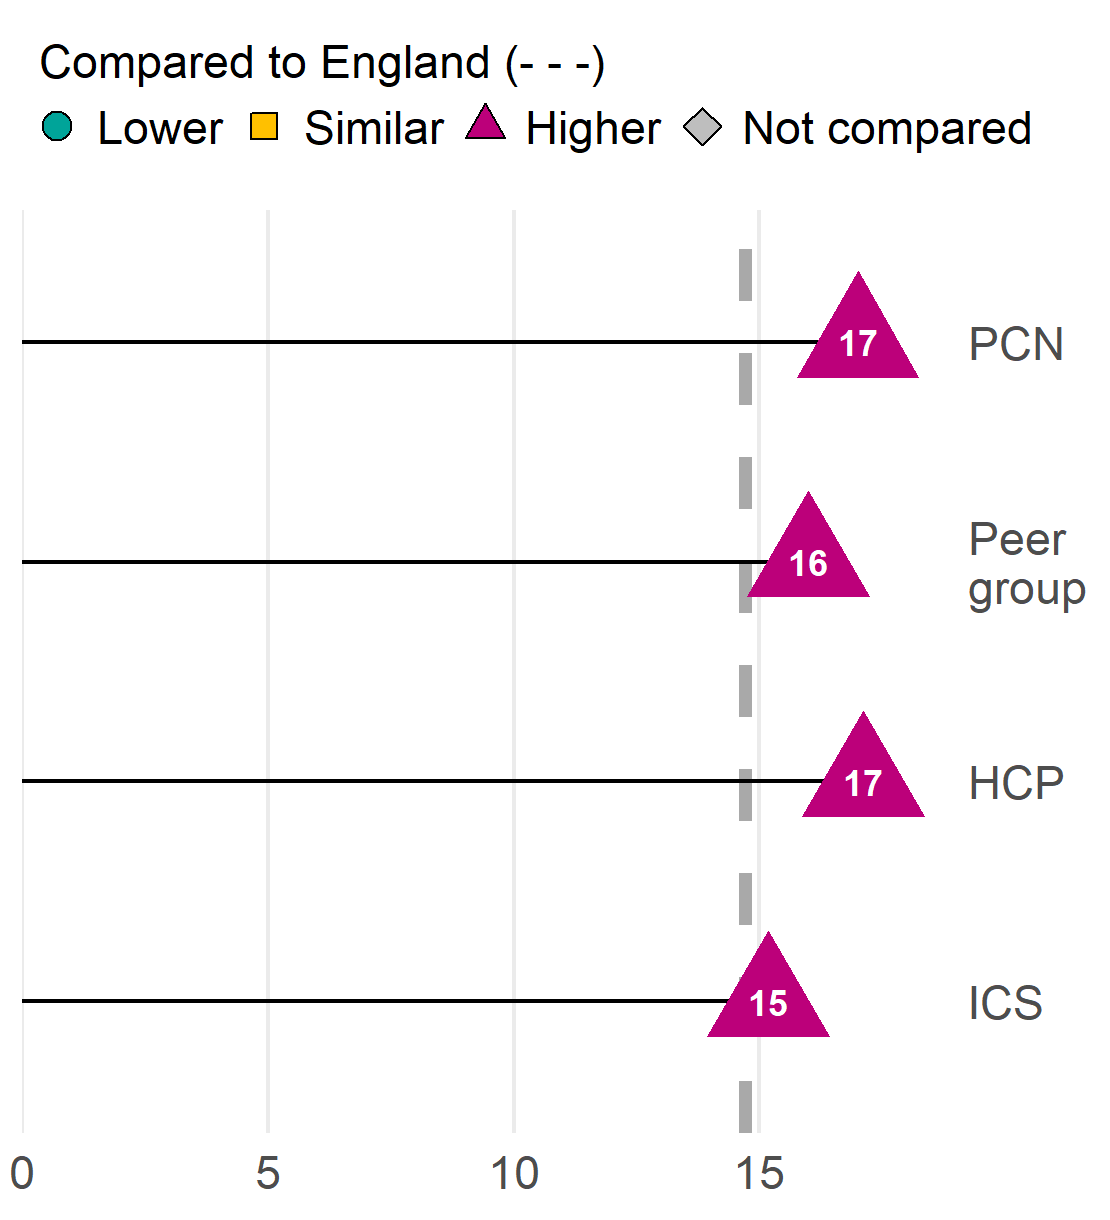 Compared to England (- - -)
Lower Similar Higher Not compared
17 PCN
16 Peer
group
17 HCP
15 ICS
0 5 10 15